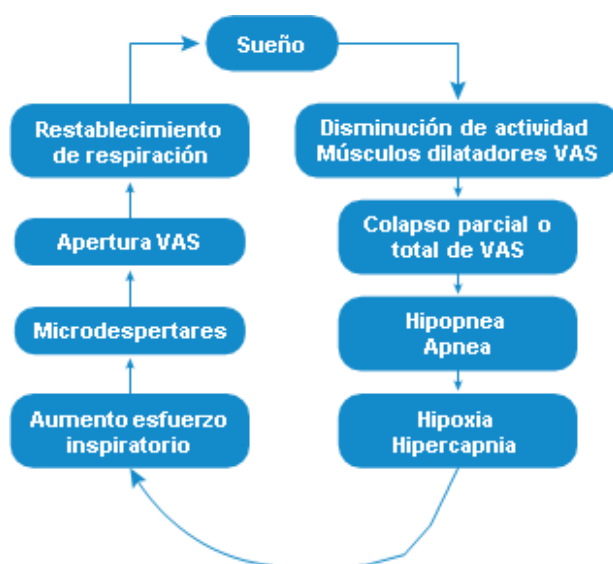 Sueño
Disminución de actividad
Músculos dilatadores VAS
Colapso parcial o
total de VAS
Hipopnea
Apnea
Hipoxia
Hipercapnia
Aumento esfuerzo
inspiratorio
Microdespertares
Apertura VAS
Restablecimiento
de respiración